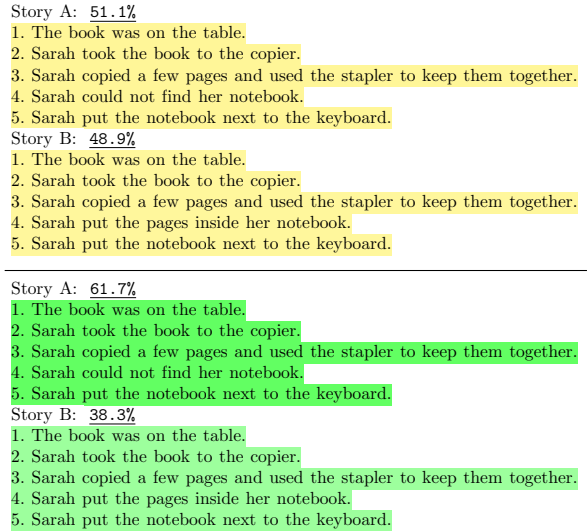 Story A: 51.1%
1. The book was on the table.
2. Sarah took the book to the copier.
3. Sarah copied a few pages and used the stapler to keep them together.
4. Sarah could not find her notebook.
5. Sarah put the notebook next to the keyboard.
Story B: 48.9%
1. The book was on the table.
2. Sarah took the book to the copier.
3. Sarah copied a few pages and used the stapler to keep them together.
4. Sarah put the pages inside her notebook.
5. Sarah put the notebook next to the keyboard.
Story A: 61.7%
1. The book was on the table.
2. Sarah took the book to the copier.
3. Sarah copied a few pages and used the stapler to keep them together.
4. Sarah could not find her notebook.
5. Sarah put the notebook next to the keyboard.
Story B: 38.3%
1. The book was on the table.
2. Sarah took the book to the copier.
3. Sarah copied a few pages and used the stapler to keep them together.
4. Sarah put the pages inside her notebook.
5. Sarah put the notebook next to the keyboard.